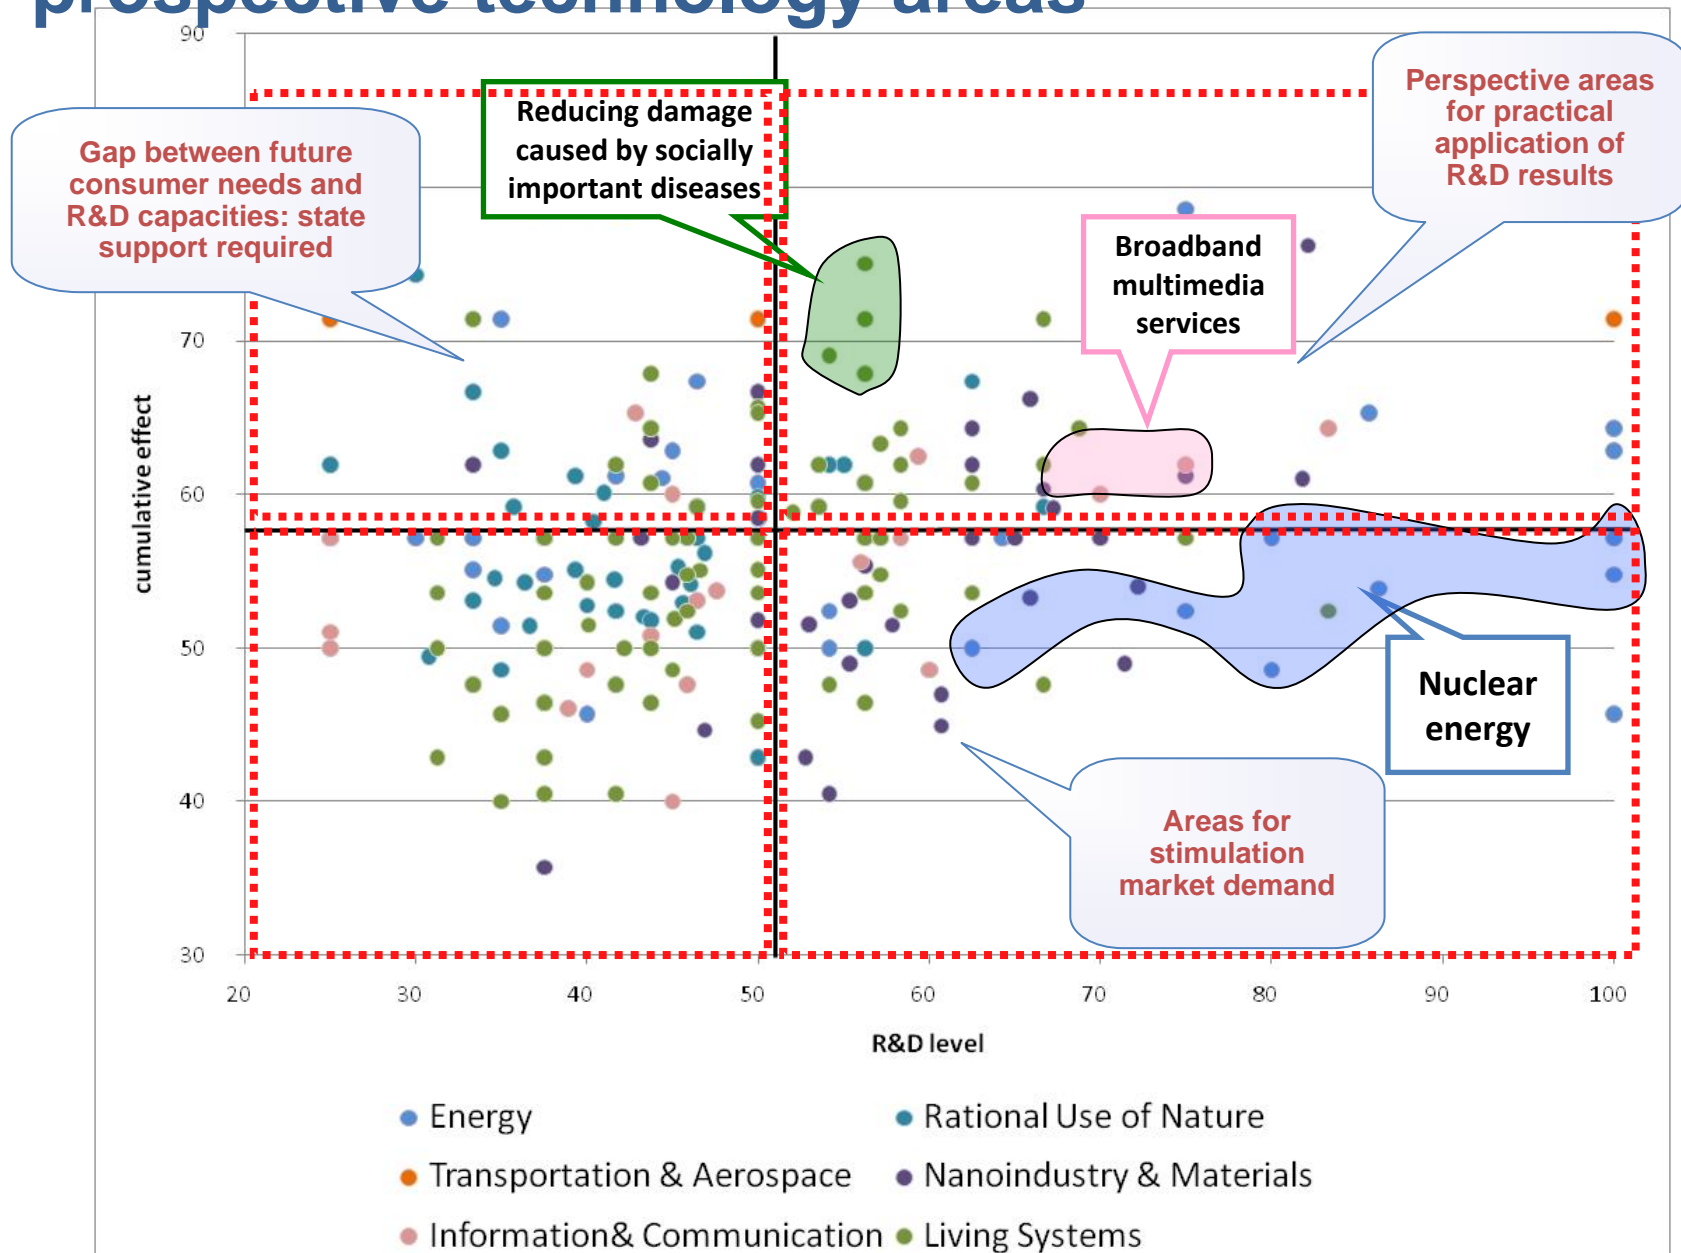 prospective technology areas
90
Reducing damage
caused by socially
important diseases
Perspective areas
for practical
application of
R&D results
Gap between future
consumer needs and
R&D capacities: state
support required
Broadband
multimedia
services
70
cumulative effect
60
50
Nuclear
energy
40
Areas for
stimulation
market demand
30
20 30 40 50 60 70 80 90 100
R&D level
Energy
Rational Use of Nature
Transportation & Aerospace
Nanoindustry & Materials
Information& Communication
Living Systems